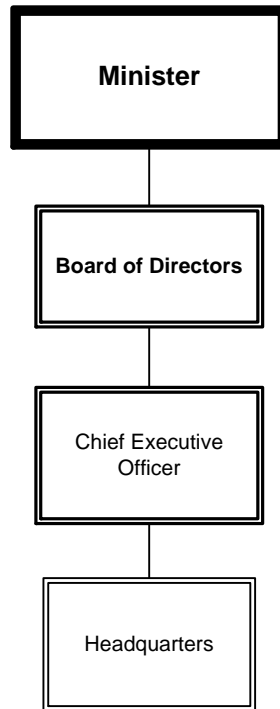 Minister
Board of Directors
Chief Executive
Officer
Headquarters